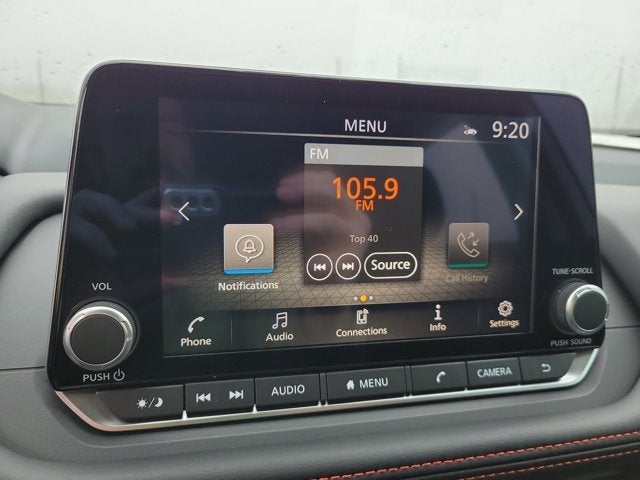 MENU
9:20
FM
105.9
FM
Top 40
Source
Notifications
Call History
Phone
Audio
Connections
Info
Settings
VOL
PUSH
TUNE·SCROLL
PUSH SOUND
AUDIO
MENU
CAMERA